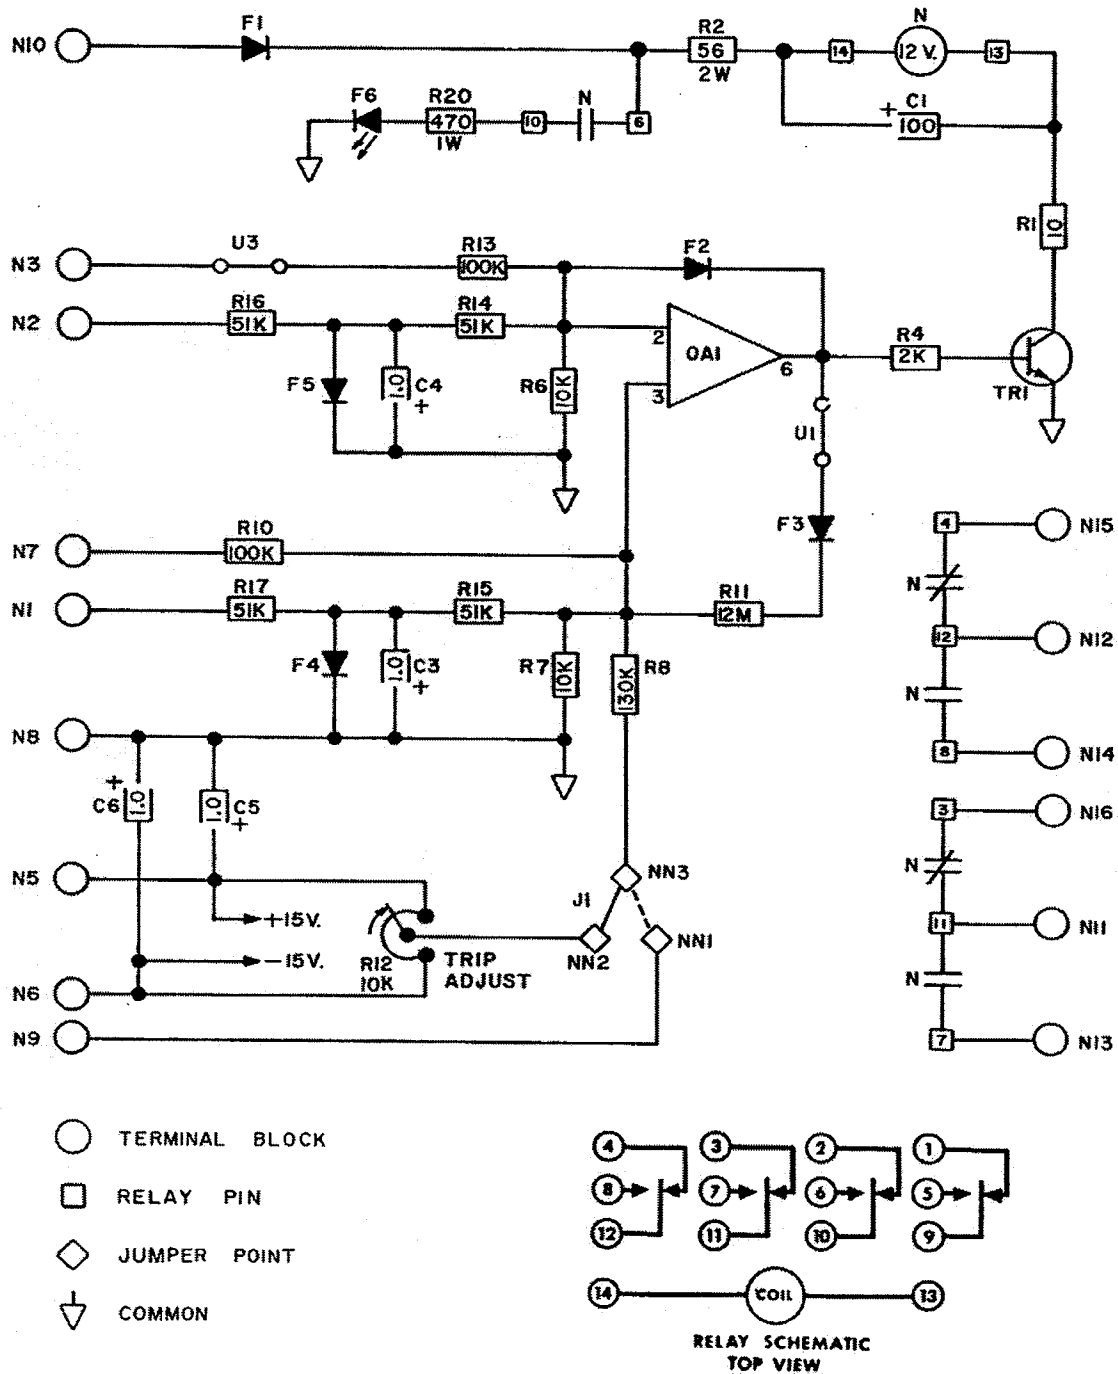 F1
N10
R2
56
2W
14
N
12 V.
13
F6
R20
470
1W
10
N
6
+ C1
100
R1
10
N3
U3
R13
100K
F2
N2
R16
51K
R14
51K
2
OA1
6
3
R4
2K
TR1
F5
1.0
C4
+
R6
10K
U1
F3
N7
R10
100K
N1
R17
51K
R15
51K
R11
12M
F4
1.0
C3
+
R7
10K
R8
130K
N8
+
C6
1.0
1.0
C5
+
N5
+15V.
-15V.
R12
10K
TRIP
ADJUST
N6
N9
J1
NN3
NN2
NN1
4
N15
N
12
N12
N
8
N14
3
N16
N
11
N11
N
7
N13
TERMINAL BLOCK
RELAY PIN
JUMPER POINT
COMMON
4 3 2 1
8 7 6 5
12 11 10 9
14 COIL 13
RELAY SCHEMATIC
TOP VIEW